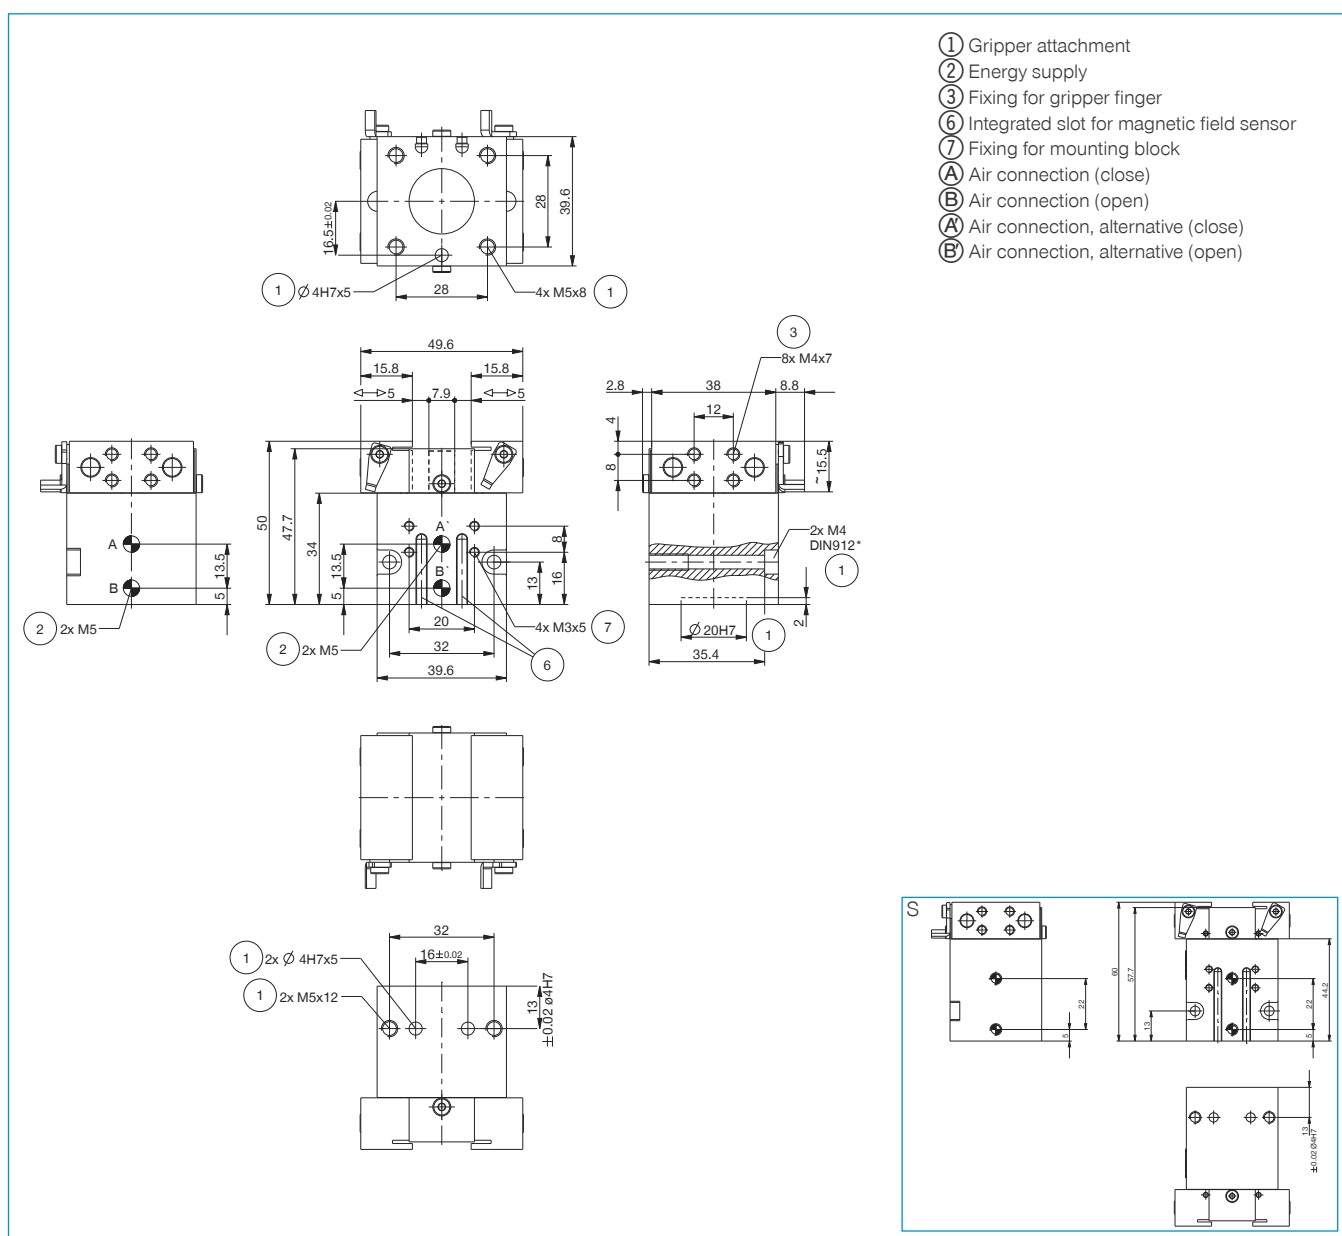 1 Gripper attachment
2 Energy supply
3 Fixing for gripper finger
6 Integrated slot for magnetic field sensor
7 Fixing for mounting block
A Air connection (close)
B Air connection (open)
A' Air connection, alternative (close)
B' Air connection, alternative (open)
16.5±0.02
28
39.6
1 Ø 4H7x5
28
4x M5x8 1
49.6
15.8
15.8
5
7.9
5
50
47.7
34
13.5
5
A`
B`
8
16
13
20
32
39.6
2 2x M5
4x M3x5 7
6
A
B
13.5
5
2 2x M5
3
8x M4x7
2.8
38
8.8
12
4
8
~15.5
2x M4
DIN912*
1
Ø 20H7 1
2
35.4
32
16±0.02
1 2x Ø 4H7x5
1 2x M5x12
13
±0.02 ø4H7
S
22
5
60
57.7
13
22
5
44.2
13
±0.02 Ø4H7